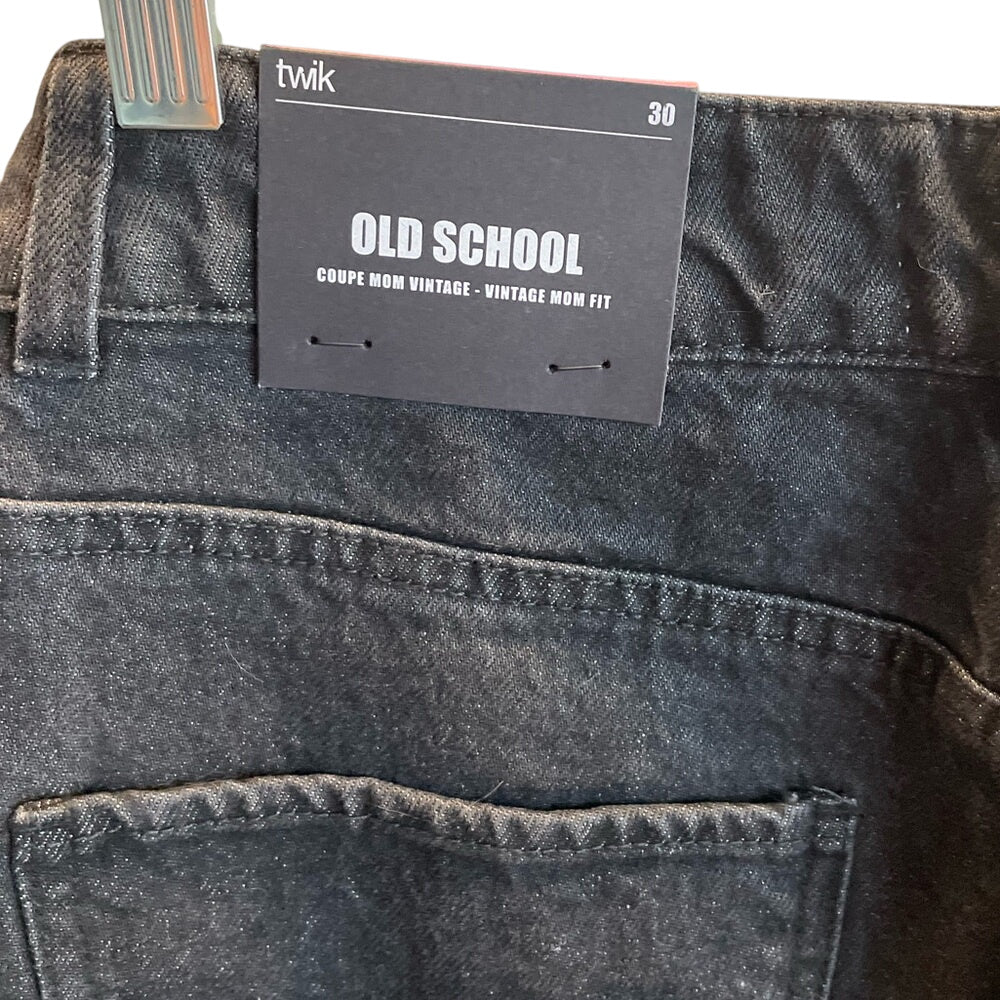 twik
30
OLD SCHOOL
COUPE MOM VINTAGE - VINTAGE MOM FIT